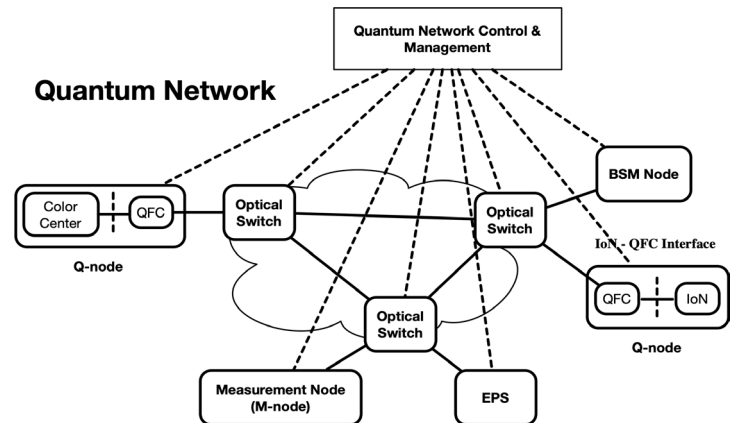 Quantum Network Control &
Management
Quantum Network
BSM Node
Color
Center
QFC
Optical
Switch
Optical
Switch
IoN - QFC Interface
Q-node
QFC
IoN
Optical
Switch
Q-node
Measurement Node
(M-node)
EPS